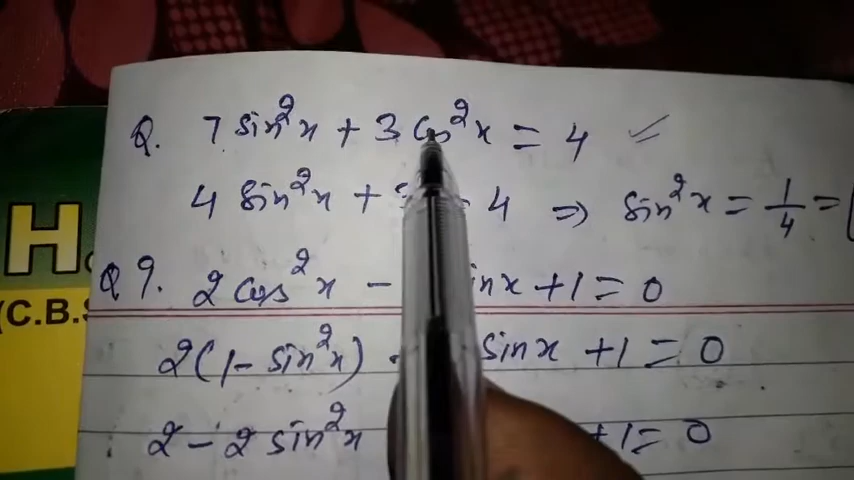 Q. 7 sin²x + 3 cos²x = 4
4 sin²x + = 4 ⇒ sin²x = 1/4 =
Q 9. 2 cos²x - sinx + 1 = 0
2(1 - sin²x) sinx + 1 = 0
2 - 2 sin²x +1 = 0
H
(C.B.S